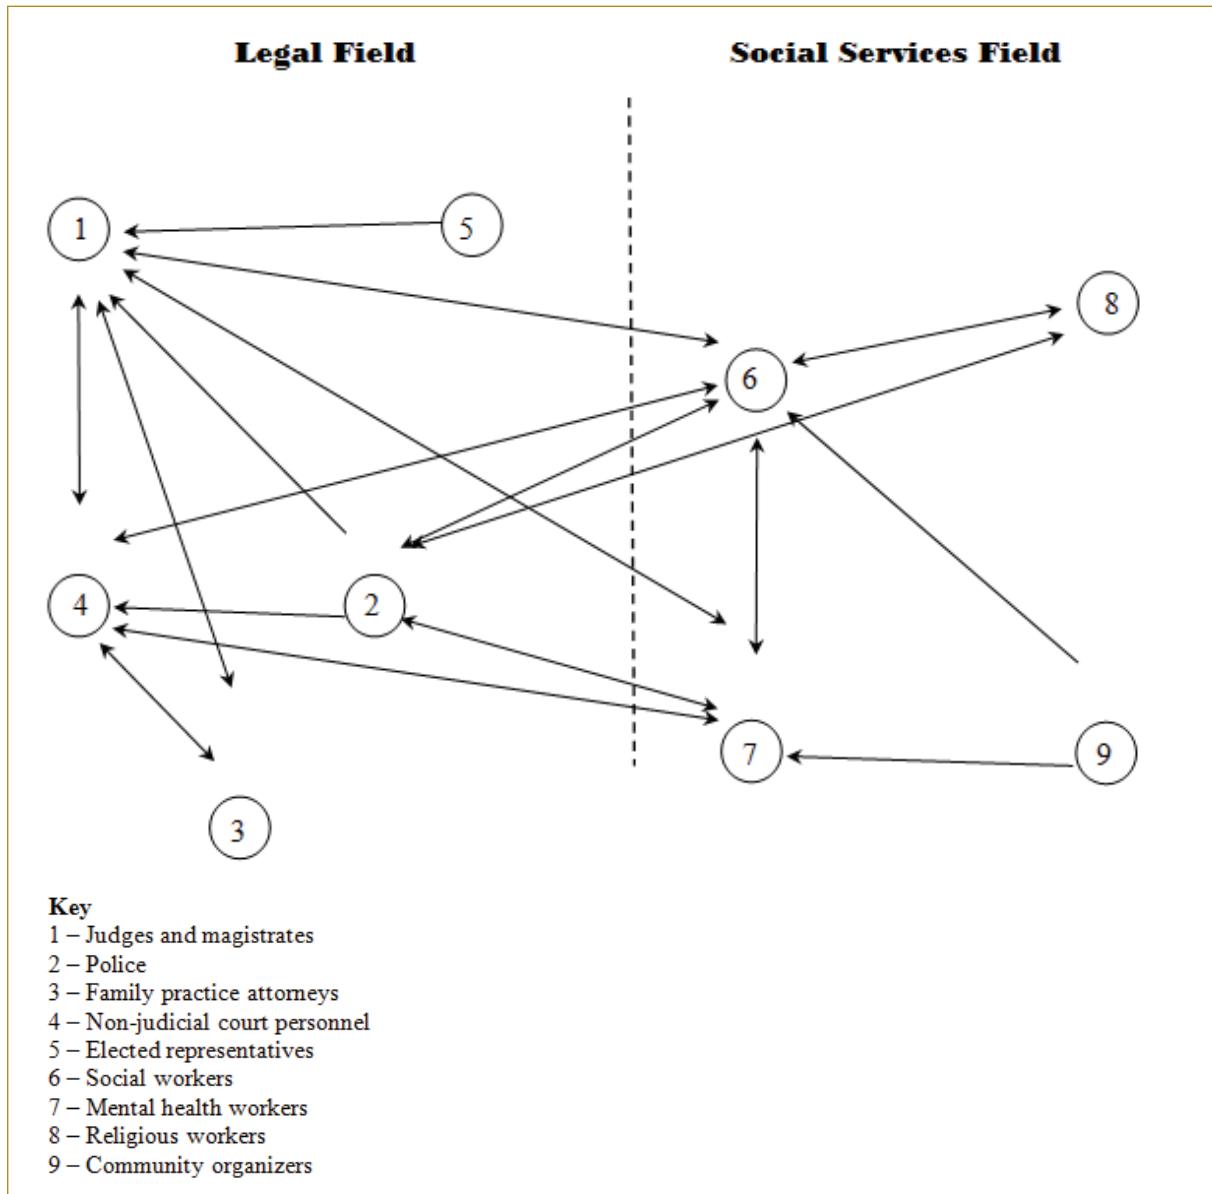 Legal Field
Social Services Field
1
5
8
6
4
2
7
9
3
Key
1 – Judges and magistrates
2 – Police
3 – Family practice attorneys
4 – Non-judicial court personnel
5 – Elected representatives
6 – Social workers
7 – Mental health workers
8 – Religious workers
9 – Community organizers